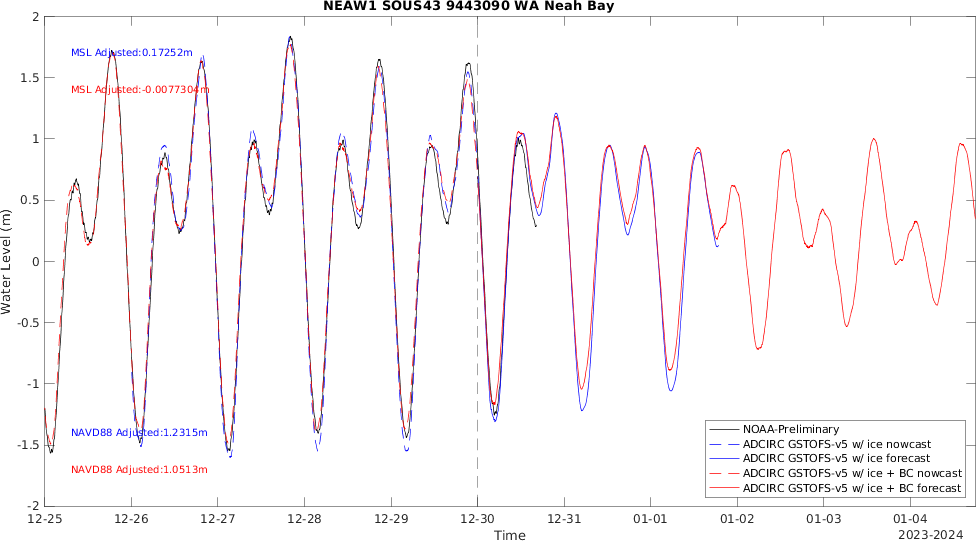 NEAW1 SOUS43 9443090 WA Neah Bay
2
1.5
1
0.5
0
-0.5
-1
-1.5
-2
Water Level (m)
MSL Adjusted:0.17252m
MSL Adjusted:-0.0077304m
NAVD88 Adjusted:1.2315m
NAVD88 Adjusted:1.0513m
NOAA-Preliminary
ADCIRC GSTOFS-v5 w/ ice nowcast
ADCIRC GSTOFS-v5 w/ ice forecast
ADCIRC GSTOFS-v5 w/ ice + BC nowcast
ADCIRC GSTOFS-v5 w/ ice + BC forecast
12-25 12-26 12-27 12-28 12-29 12-30 12-31 01-01 01-02 01-03 01-04
Time
2023-2024